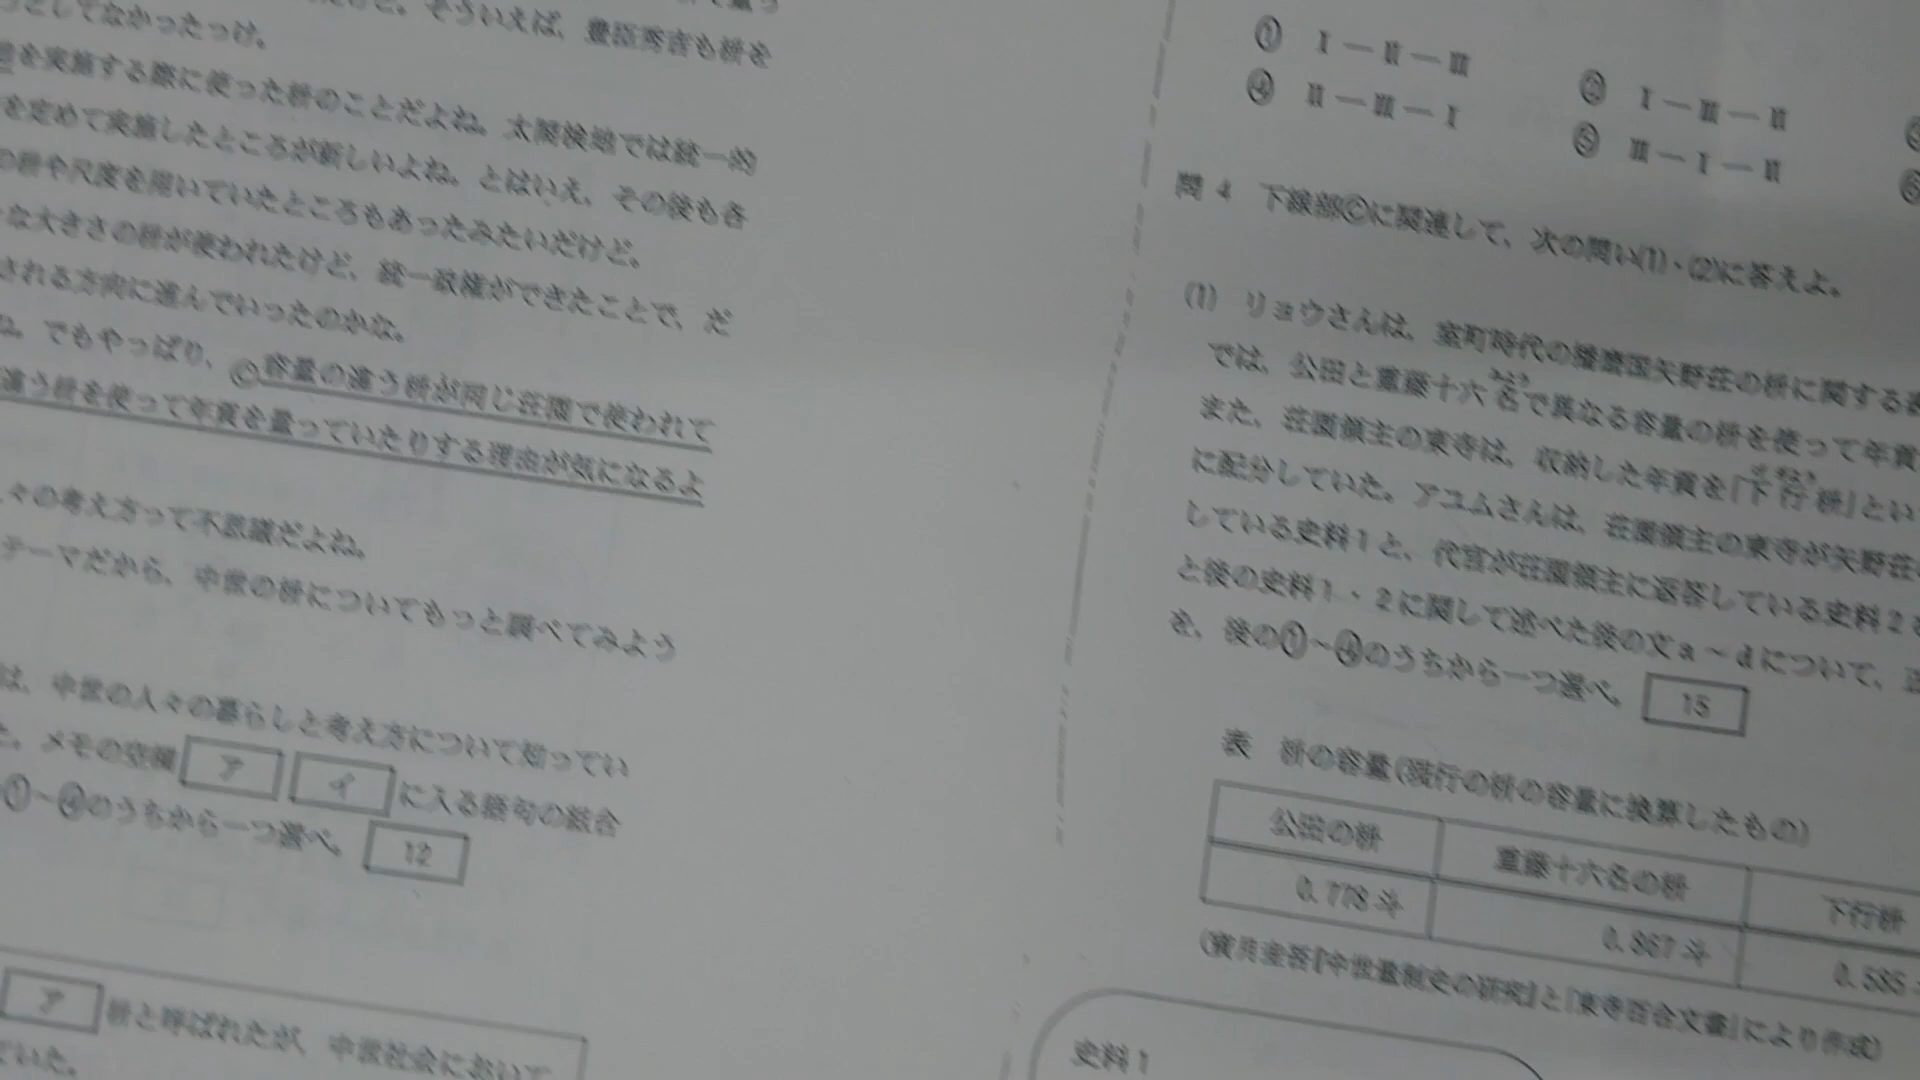 そういえば、豊臣秀吉も枡を
としてなかったっけ。
を実施する際に使った枡のことだよね。太閤検地では統一的
を定めて実施したところが新しいよね。とはいえ、その後も各
の枡や尺度を用いていたところもあったみたいだけど。
な大きさの枡が使われたけど、統一政権ができたことで、だ
される方向に進んでいったのかな。
ね。でもやっぱり、ⓒ容量の違う枡が同じ荘園で使われて
違う枡を使って年貢を量っていたりする理由が気になるよ
々の考え方って不思議だよね。
テーマだから、中世の枡についてもっと調べてみよう
は、中世の人々の暮らしと考え方について知ってい
メモの空欄 ア イ に入る語句の組合
①~④のうちから一つ選べ。 12
ア 枡と呼ばれたが、中世社会において
ていた。
① Ⅰ―Ⅱ―Ⅲ ② Ⅰ―Ⅲ―Ⅱ
④ Ⅱ―Ⅲ―Ⅰ ⑤ Ⅲ―Ⅰ―Ⅱ
問4 下線部ⓒに関連して、次の問い(1)・(2)に答えよ。
(1) リョウさんは、室町時代の播磨国矢野荘の枡に関する表
では、公田と重藤十六名で異なる容量の枡を使って年貢
また、荘園領主の東寺は、収納した年貢を「下行枡」とい
に配分していた。アユムさんは、荘園領主の東寺が矢野荘
している史料1と、代官が荘園領主に返答している史料2
と後の史料1・2に関して述べた後の文a~dについて、正
を、後の①~④のうちから一つ選べ。 15
表 枡の容量(現行の枡の容量に換算したもの)
公田の枡 重藤十六名の枡 下行枡
0.778斗 0.867斗 0.585
(寳月圭吾『中世量制史の研究』と「東寺百合文書」により作成)
史料1